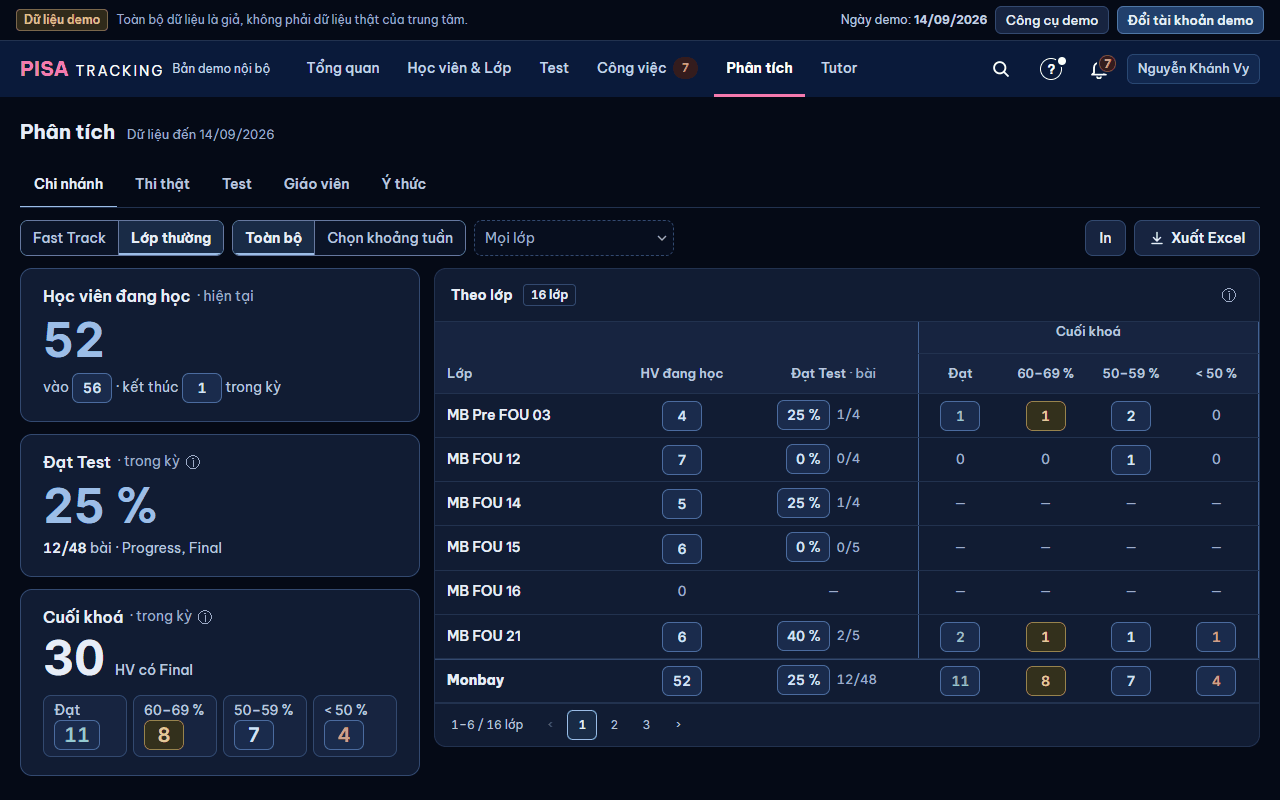 Dữ liệu demo Toàn bộ dữ liệu là giả, không phải dữ liệu thật của trung tâm. Ngày demo: 14/09/2026 Công cụ demo Đổi tài khoản demo
PISA TRACKING Bản demo nội bộ Tổng quan Học viên & Lớp Test Công việc 7 Phân tích Tutor ? 7 Nguyễn Khánh Vy
Phân tích Dữ liệu đến 14/09/2026
Chi nhánh Thi thật Test Giáo viên Ý thức
Fast Track Lớp thường Toàn bộ Chọn khoảng tuần Mọi lớp In Xuất Excel
Học viên đang học · hiện tại
52
vào 56 · kết thúc 1 trong kỳ
Đạt Test · trong kỳ
25 %
12/48 bài · Progress, Final
Cuối khoá · trong kỳ
30 HV có Final
Đạt 60–69 % 50–59 % < 50 %
11 8 7 4
Theo lớp 16 lớp
Cuối khoá
Lớp HV đang học Đạt Test · bài Đạt 60–69 % 50–59 % < 50 %
MB Pre FOU 03 4 25 % 1/4 1 1 2 0
MB FOU 12 7 0 % 0/4 0 0 1 0
MB FOU 14 5 25 % 1/4 – – – –
MB FOU 15 6 0 % 0/5 – – – –
MB FOU 16 0 – – – – –
MB FOU 21 6 40 % 2/5 2 1 1 1
Monbay 52 25 % 12/48 11 8 7 4
1–6 / 16 lớp ‹ 1 2 3 ›